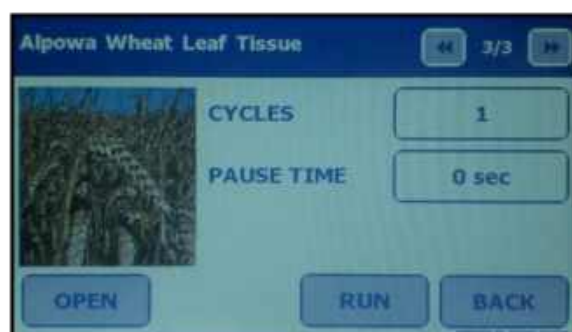 Alpowa Wheat Leaf Tissue 3/3
CYCLES 1
PAUSE TIME 0 sec
OPEN RUN BACK